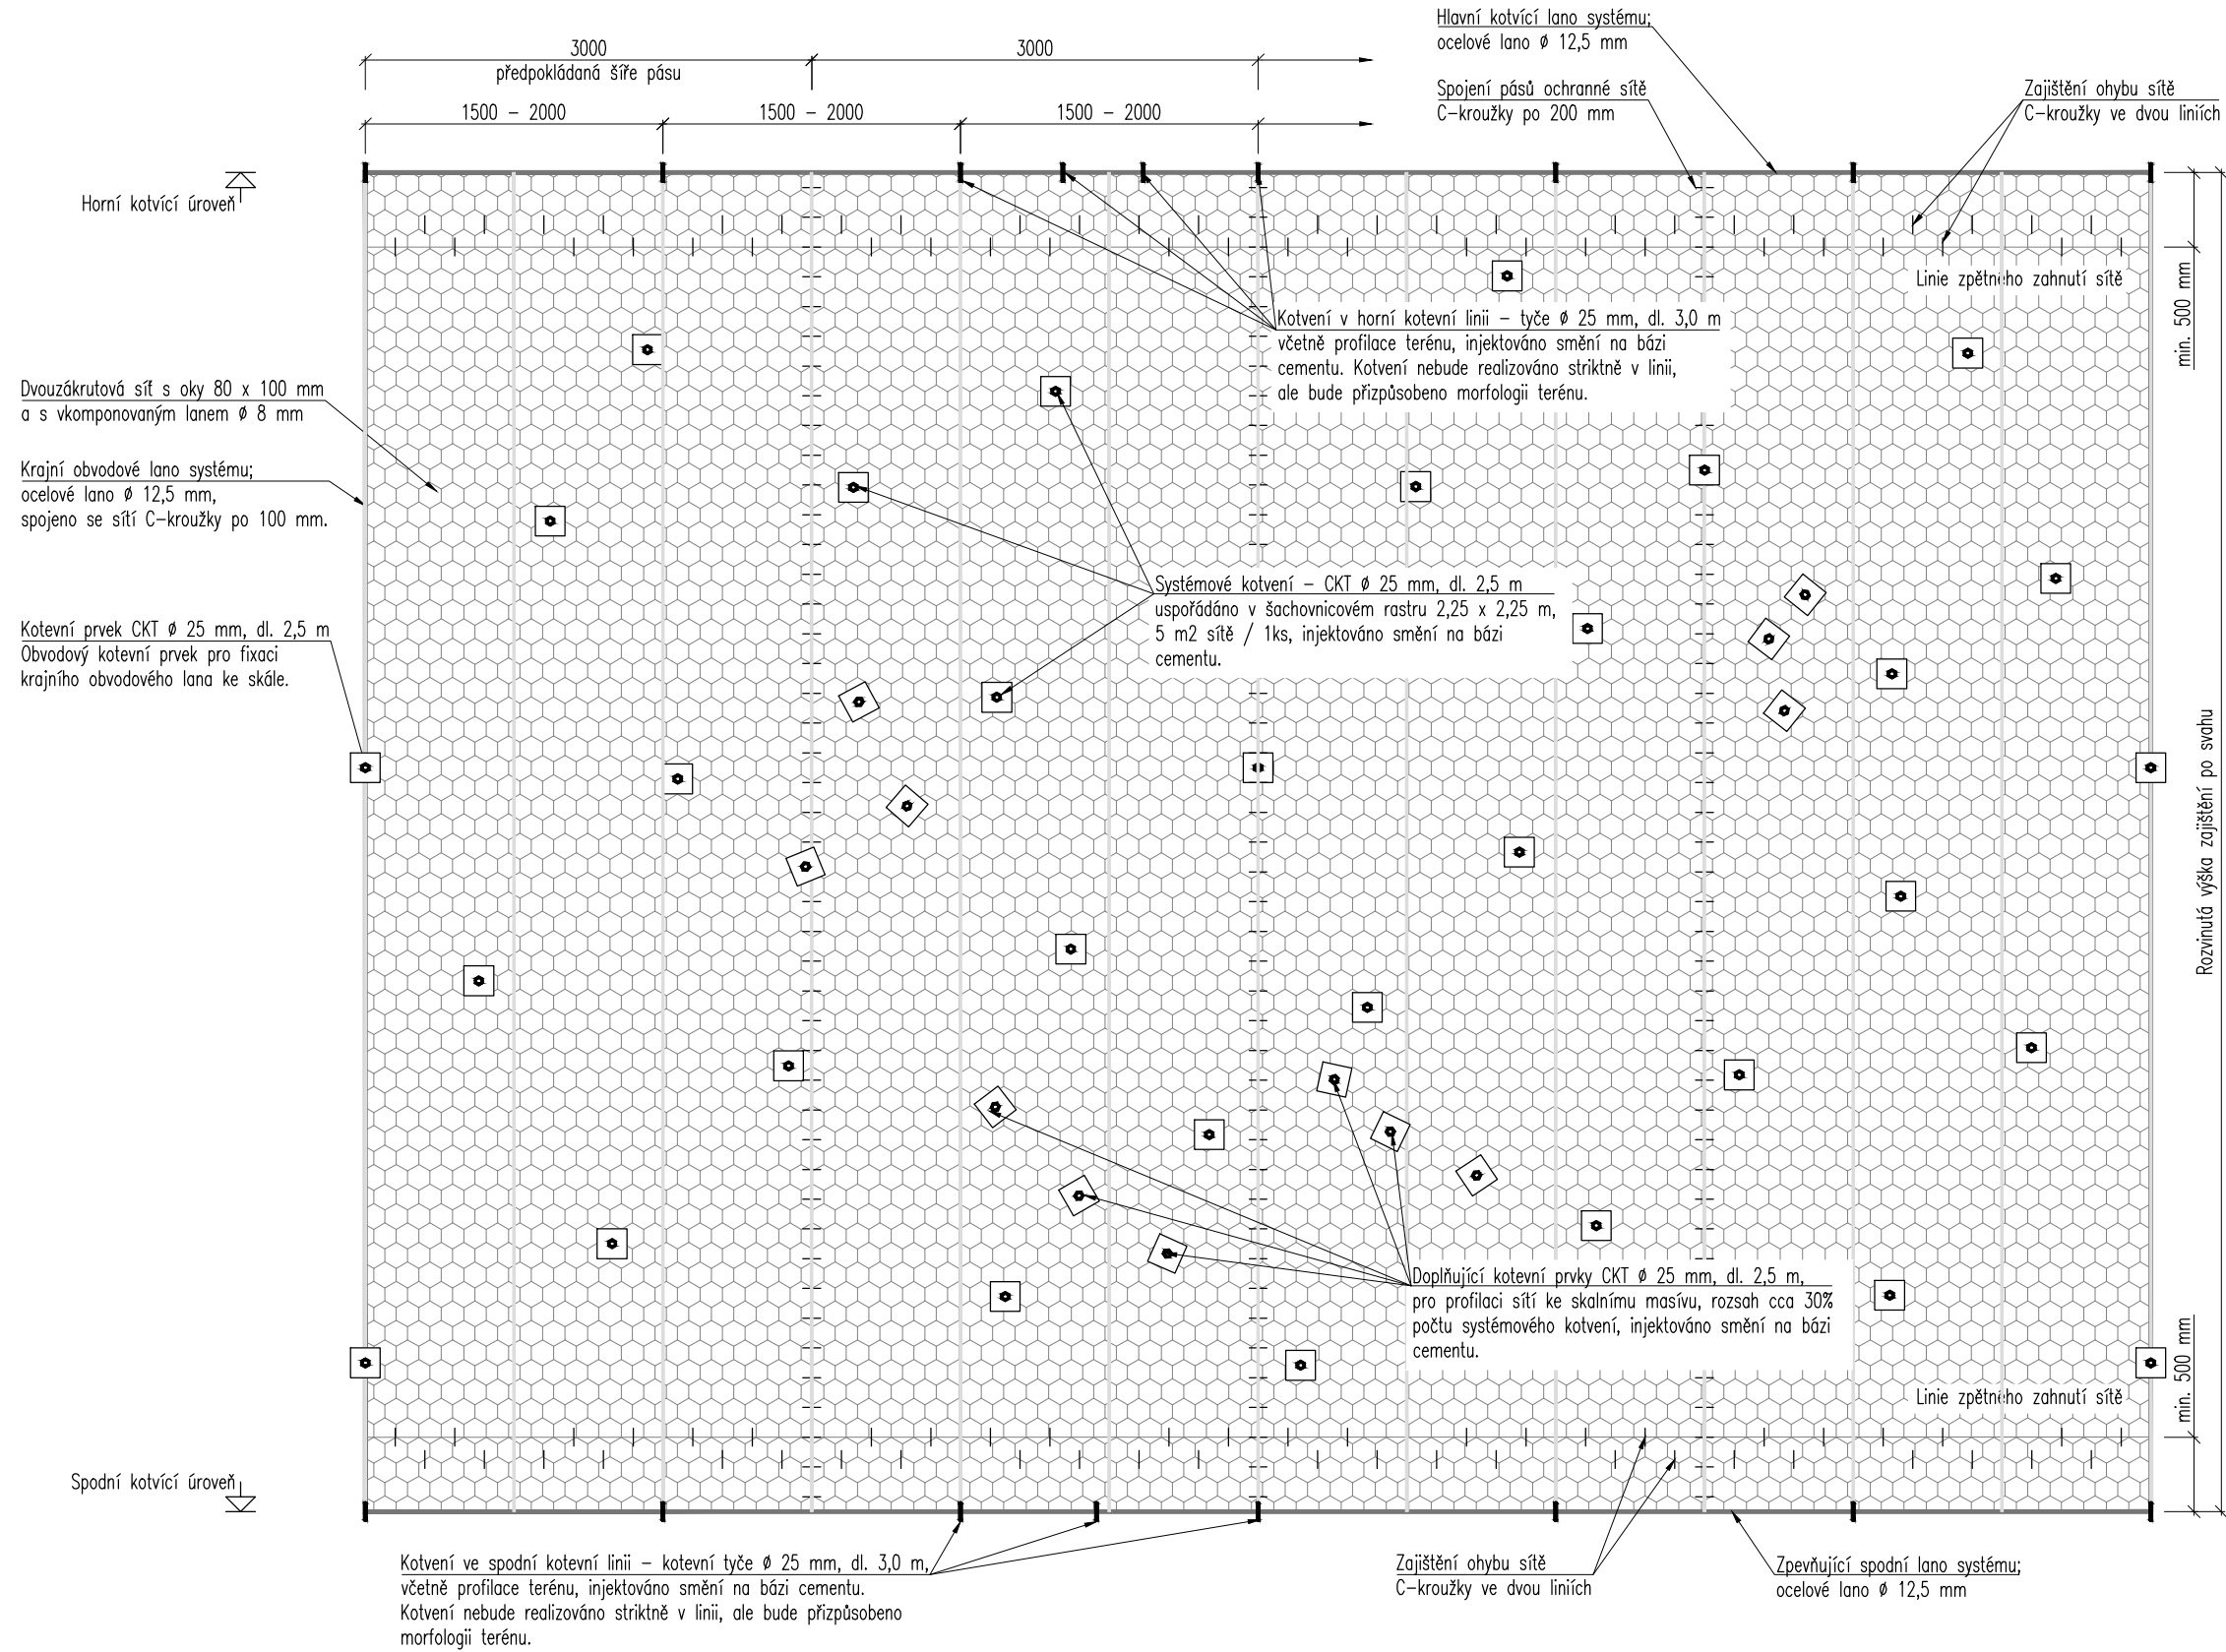 Hlavní kotvící lano systému;
ocelové lano ø 12,5 mm
3000
3000
předpokládaná šíře pásu
Spojení pásů ochranné sítě
C-kroužky po 200 mm
Zajištění ohybu sítě
C-kroužky ve dvou liniích
1500 - 2000
1500 - 2000
1500 - 2000
Horní kotvící úroveň
Linie zpětného zahnutí sítě
min. 500 mm
Kotvení v horní kotevní linii - tyče ø 25 mm, dl. 3,0 m
včetně profilace terénu, injektováno smění na bázi
cementu. Kotvení nebude realizováno striktně v linii,
ale bude přizpůsobeno morfologii terénu.
Dvouzákrutová síť s oky 80 x 100 mm
a s vkomponovaným lanem ø 8 mm
Krajní obvodové lano systému;
ocelové lano ø 12,5 mm,
spojeno se sítí C-kroužky po 100 mm.
Systémové kotvení - CKT ø 25 mm, dl. 2,5 m
uspořádáno v šachovnicovém rastru 2,25 x 2,25 m,
5 m2 sítě / 1ks, injektováno smění na bázi
cementu.
Kotevní prvek CKT ø 25 mm, dl. 2,5 m
Obvodový kotevní prvek pro fixaci
krajního obvodového lana ke skále.
Rozvinutá výška zajištění po svahu
Doplňující kotevní prvky CKT ø 25 mm, dl. 2,5 m,
pro profilaci sítí ke skalnímu masívu, rozsah cca 30%
počtu systémového kotvení, injektováno smění na bázi
cementu.
min. 500 mm
Linie zpětného zahnutí sítě
Spodní kotvící úroveň
Kotvení ve spodní kotevní linii - kotevní tyče ø 25 mm, dl. 3,0 m,
včetně profilace terénu, injektováno smění na bázi cementu.
Kotvení nebude realizováno striktně v linii, ale bude přizpůsobeno
morfologii terénu.
Zajištění ohybu sítě
C-kroužky ve dvou liniích
Zpevňující spodní lano systému;
ocelové lano ø 12,5 mm